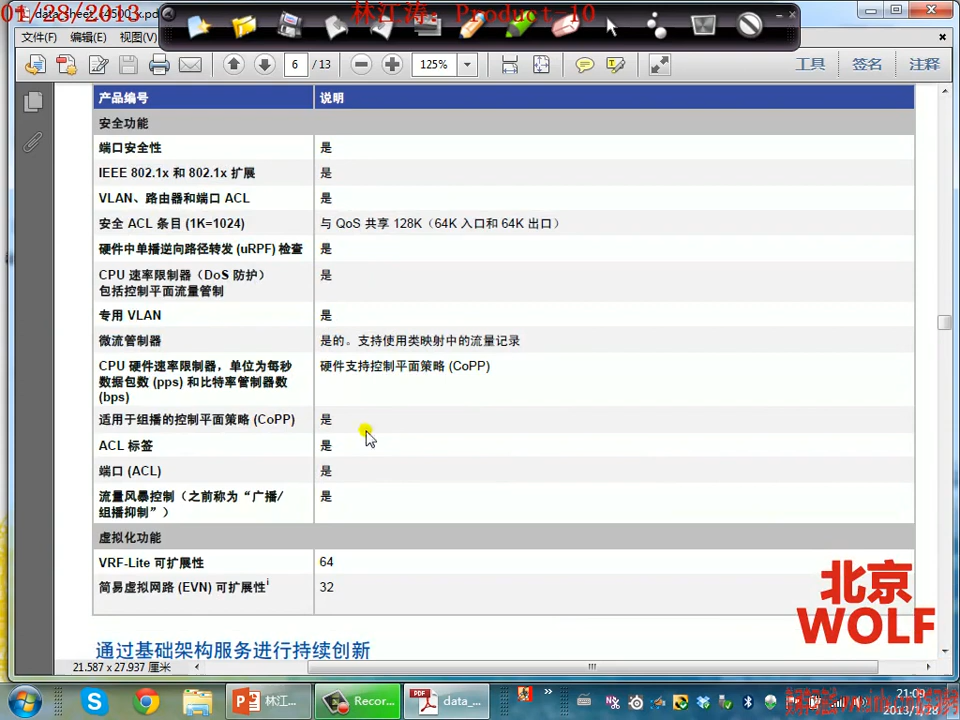 01/28/2013
林江涛: Product-10
文件(F) 编辑(E) 视图(V)
6 / 13 125% 工具 签名 注释
产品编号 说明
安全功能
端口安全性 是
IEEE 802.1x 和 802.1x 扩展 是
VLAN、路由器和端口 ACL 是
安全 ACL 条目 (1K=1024) 与 QoS 共享 128K（64K 入口和 64K 出口）
硬件中单播逆向路径转发 (uRPF) 检查 是
CPU 速率限制器（DoS 防护） 是
包括控制平面流量管制
专用 VLAN 是
微流管制器 是的。支持使用类映射中的流量记录
CPU 硬件速率限制器，单位为每秒 硬件支持控制平面策略 (CoPP)
数据包数 (pps) 和比特率管制器数
(bps)
适用于组播的控制平面策略 (CoPP) 是
ACL 标签 是
端口 (ACL) 是
流量风暴控制（之前称为“广播/ 是
组播抑制”）
虚拟化功能
VRF-Lite 可扩展性 64
简易虚拟网路 (EVN) 可扩展性i 32
北京
WOLF
通过基础架构服务进行持续创新
21.587 x 27.937 厘米
林江... Recor... data_...
21:09
2013/1/28